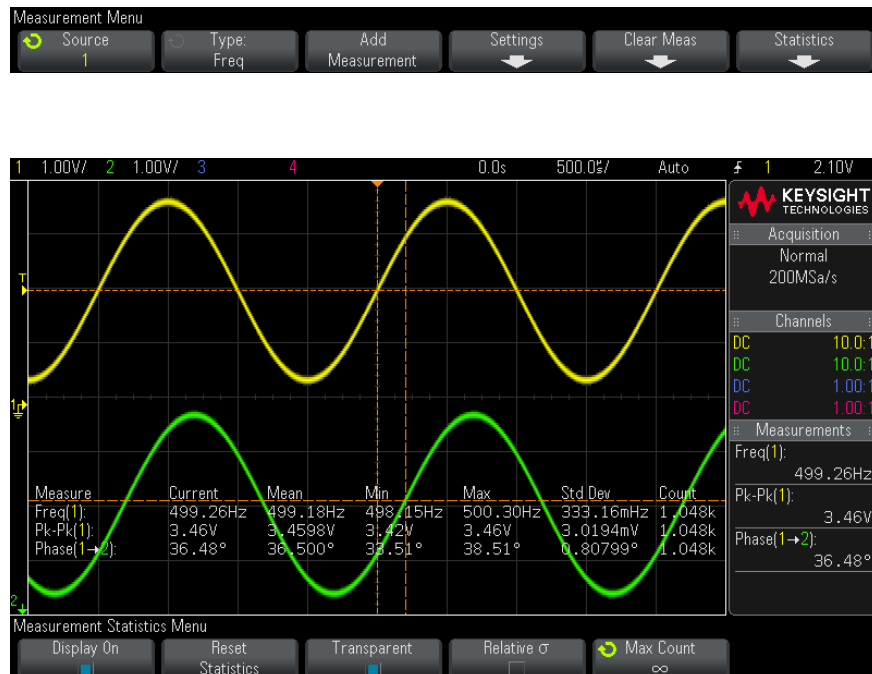 Measurement Menu
Source Type: Add Settings Clear Meas Statistics
1 Freq Measurement
1 1.00V/ 2 1.00V/ 3 4 0.0s 500.0㎲/ Auto 1 2.10V
KEYSIGHT
TECHNOLOGIES
Acquisition
Normal
200MSa/s
T
Channels
DC 10.0:1
DC 10.0:1
DC 1.00:1
DC 1.00:1
1
Measurements
Freq(1):
499.26Hz
Pk-Pk(1):
3.46V
Phase(1→2):
36.48°
Measure Current Mean Min Max Std Dev Count
Freq(1): 499.26Hz 499.18Hz 498.15Hz 500.30Hz 333.16mHz 1.048k
Pk-Pk(1): 3.46V 3.4598V 3.42V 3.46V 3.0194mV 1.048k
Phase(1→2): 36.48° 36.500° 33.51° 38.51° 0.80799° 1.048k
2
Measurement Statistics Menu
Display On Reset Transparent Relative σ Max Count
Statistics ∞